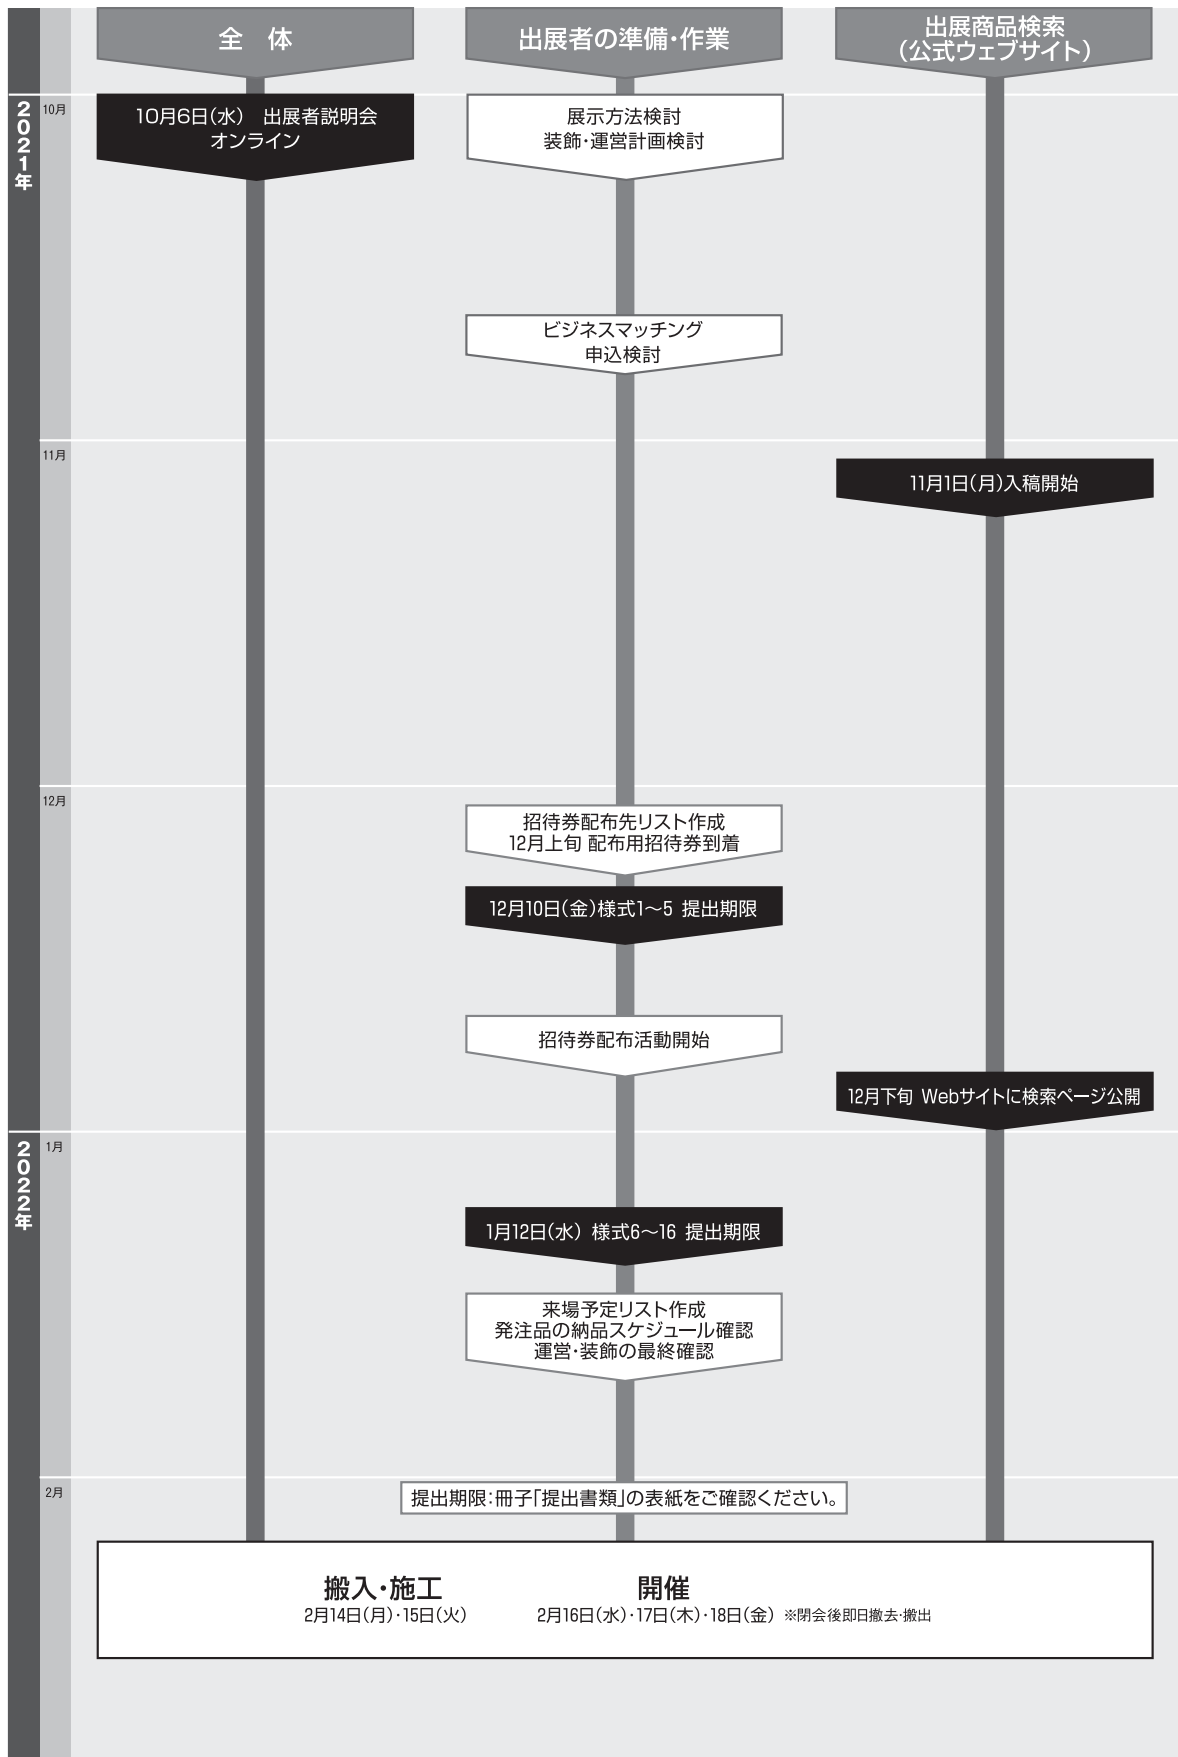 全　体
出展者の準備・作業
出展商品検索
（公式ウェブサイト）
2021年
10月
10月6日（水）　出展者説明会
オンライン
展示方法検討
装飾・運営計画検討
ビジネスマッチング
申込検討
11月
11月1日（月）入稿開始
12月
招待券配布先リスト作成
12月上旬 配布用招待券到着
12月10日（金）様式1～5 提出期限
招待券配布活動開始
12月下旬 Webサイトに検索ページ公開
2022年
1月
1月12日（水） 様式6～16 提出期限
来場予定リスト作成
発注品の納品スケジュール確認
運営・装飾の最終確認
2月
提出期限：冊子「提出書類」の表紙をご確認ください。
搬入・施工
2月14日（月）・15日（火）
開催
2月16日（水）・17日（木）・18日（金） ※閉会後即日撤去・搬出